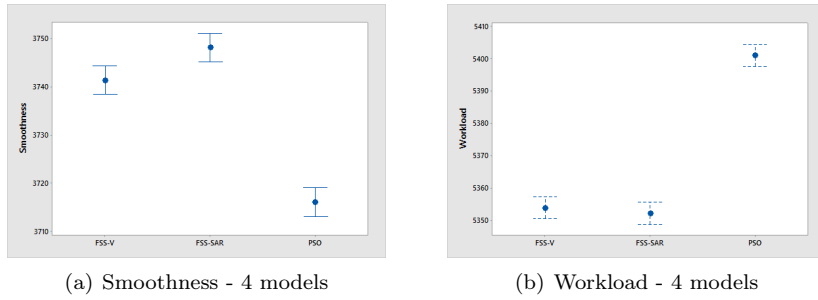 3750
3740
3730
3720
3710
Smoothness
FSS-V FSS-SAR PSO
(a) Smoothness - 4 models
5410
5400
5390
5380
5370
5360
5350
Workload
FSS-V FSS-SAR PSO
(b) Workload - 4 models